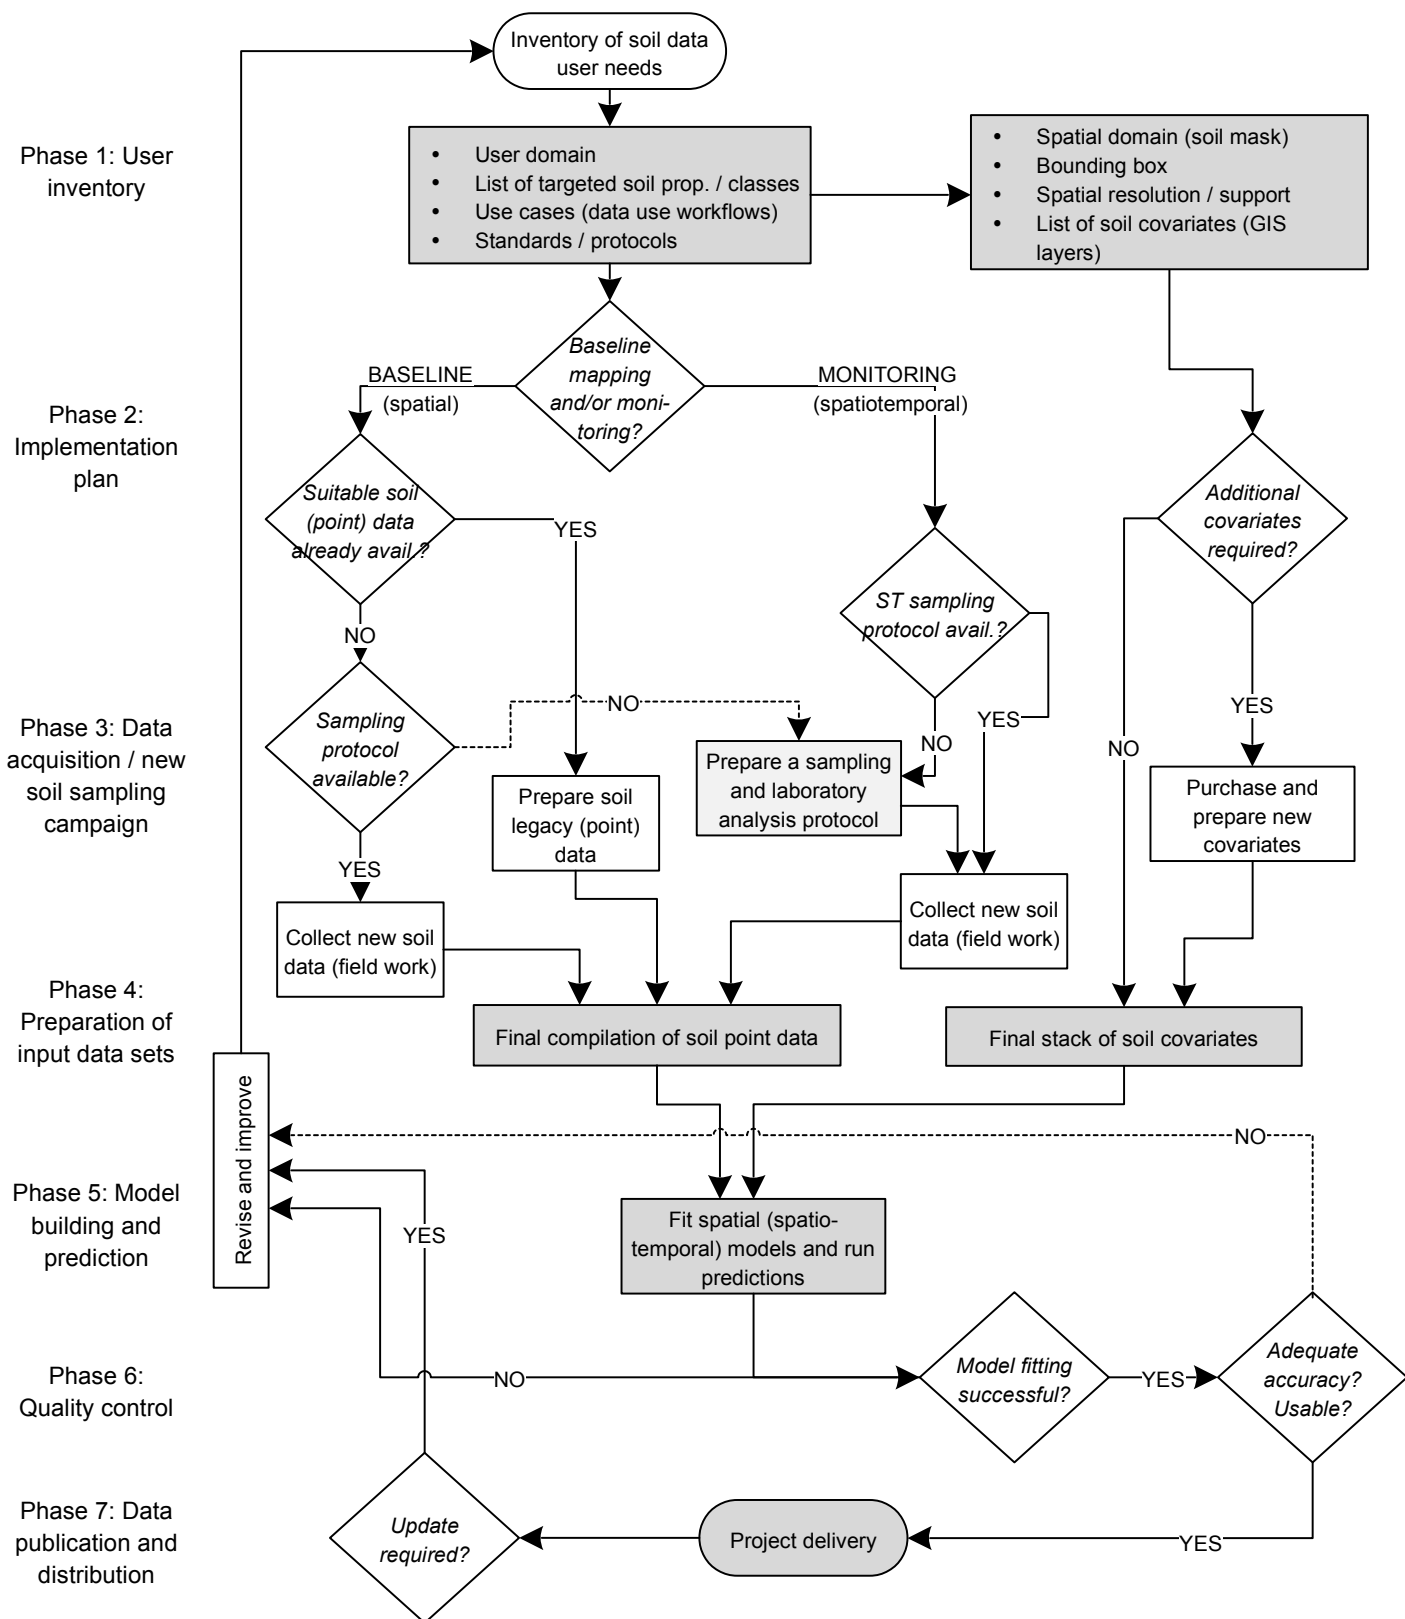 Inventory of soil data
user needs
Phase 1: User
inventory
• User domain
• List of targeted soil prop. / classes
• Use cases (data use workflows)
• Standards / protocols
• Spatial domain (soil mask)
• Bounding box
• Spatial resolution / support
• List of soil covariates (GIS
layers)
Baseline
mapping
and/or moni-
toring?
BASELINE
(spatial)
MONITORING
(spatiotemporal)
Phase 2:
Implementation
plan
Suitable soil
(point) data
already avail.?
YES
NO
ST sampling
protocol avail.?
Additional
covariates
required?
YES
NO
YES
NO
Phase 3: Data
acquisition / new
soil sampling
campaign
Sampling
protocol
available?
NO
YES
Prepare soil
legacy (point)
data
Prepare a sampling
and laboratory
analysis protocol
Purchase and
prepare new
covariates
Collect new soil
data (field work)
Collect new soil
data (field work)
Phase 4:
Preparation of
input data sets
Final compilation of soil point data
Final stack of soil covariates
Revise and improve
NO
Phase 5: Model
building and
prediction
YES
Fit spatial (spatio-
temporal) models and run
predictions
Phase 6:
Quality control
NO
Model fitting
successful?
YES
Adequate
accuracy?
Usable?
Phase 7: Data
publication and
distribution
Update
required?
Project delivery
YES